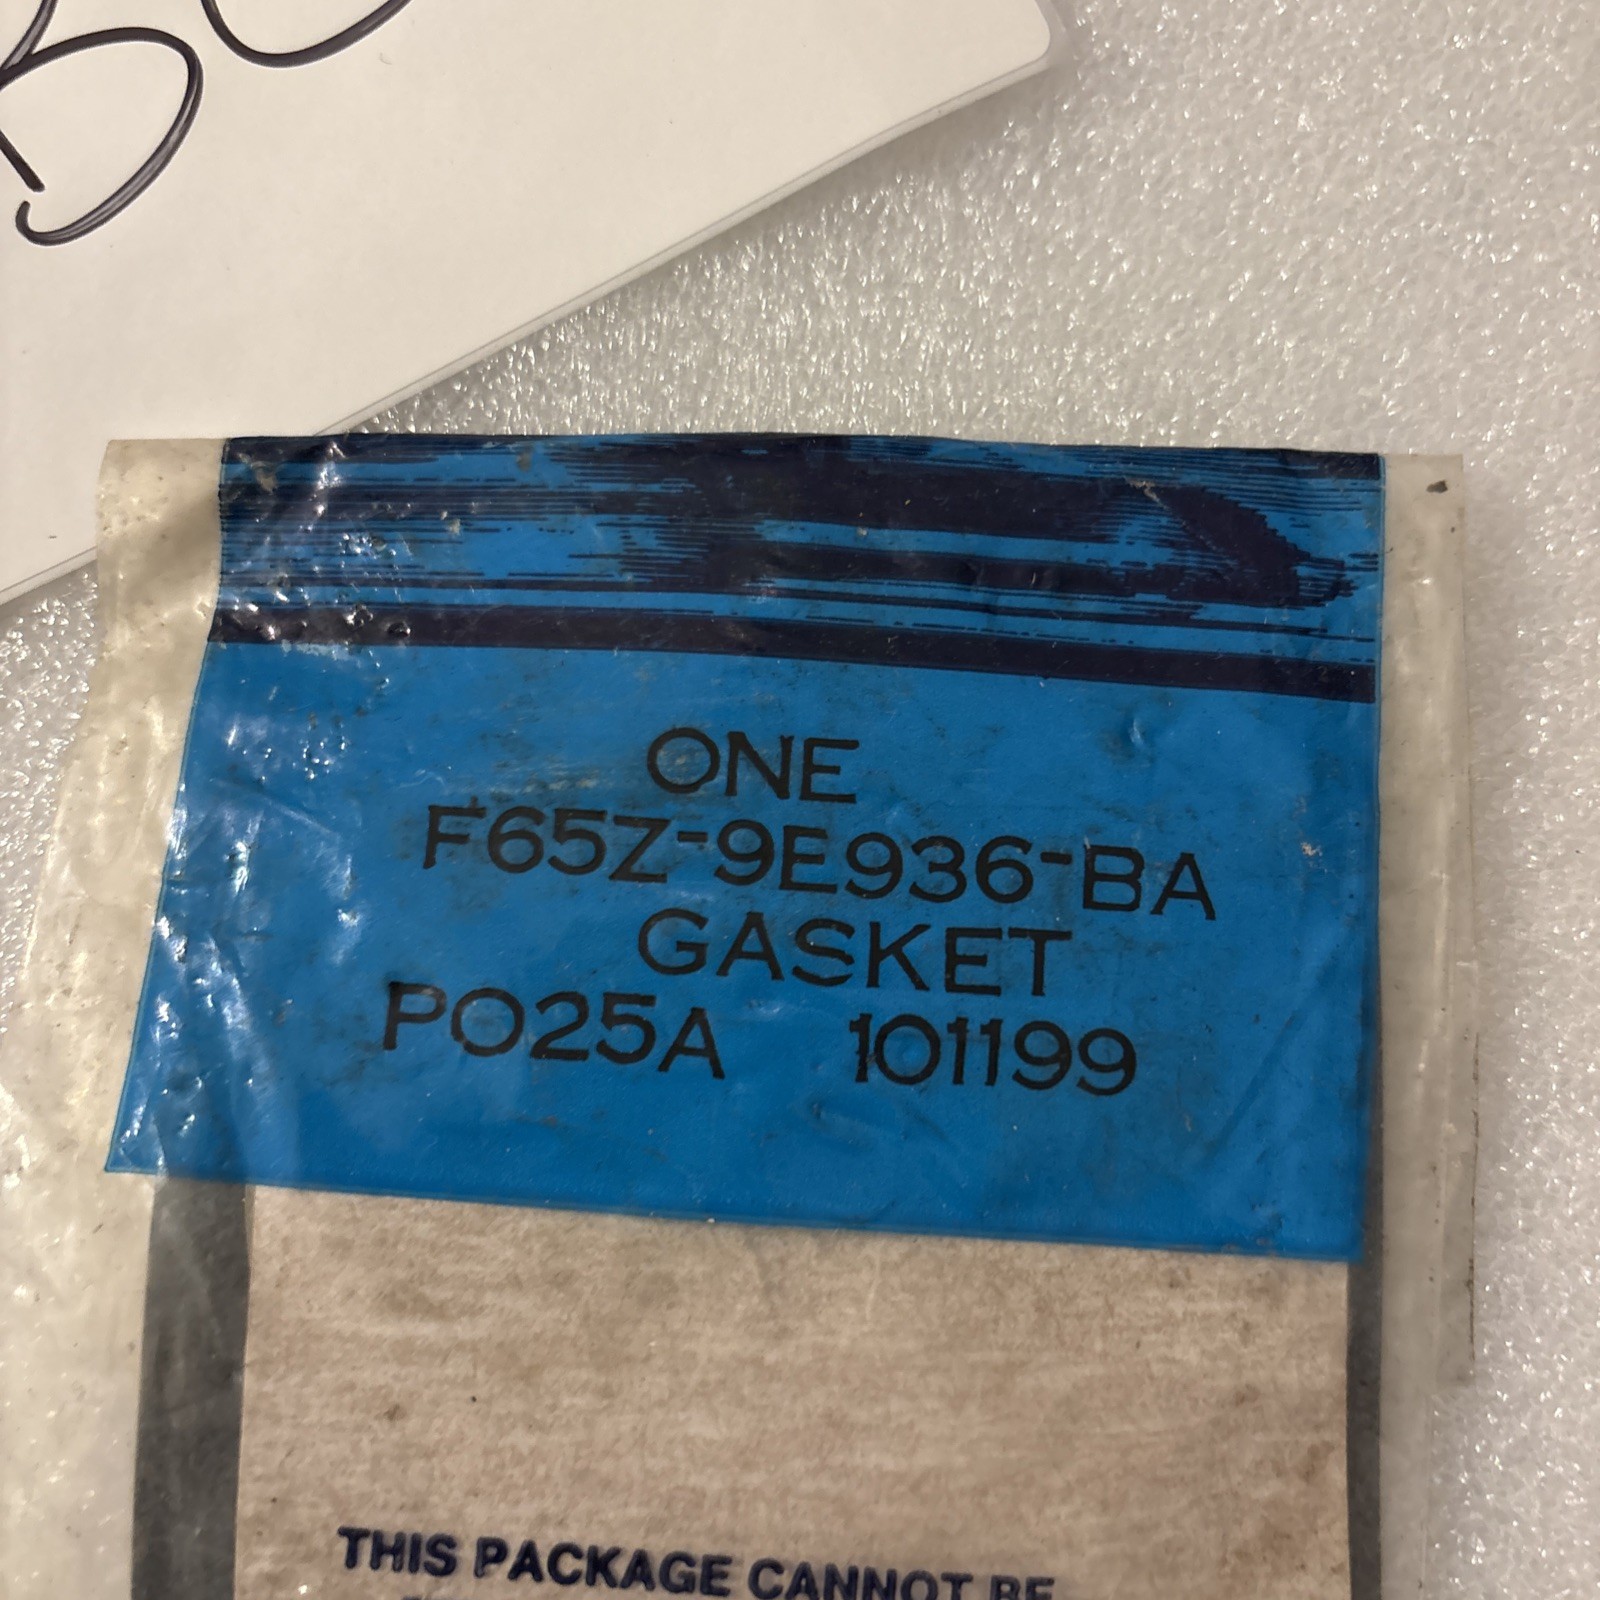 ONE
F65Z-9E936-BA
GASKET
PO25A 101199
THIS PACKAGE CANNOT BE